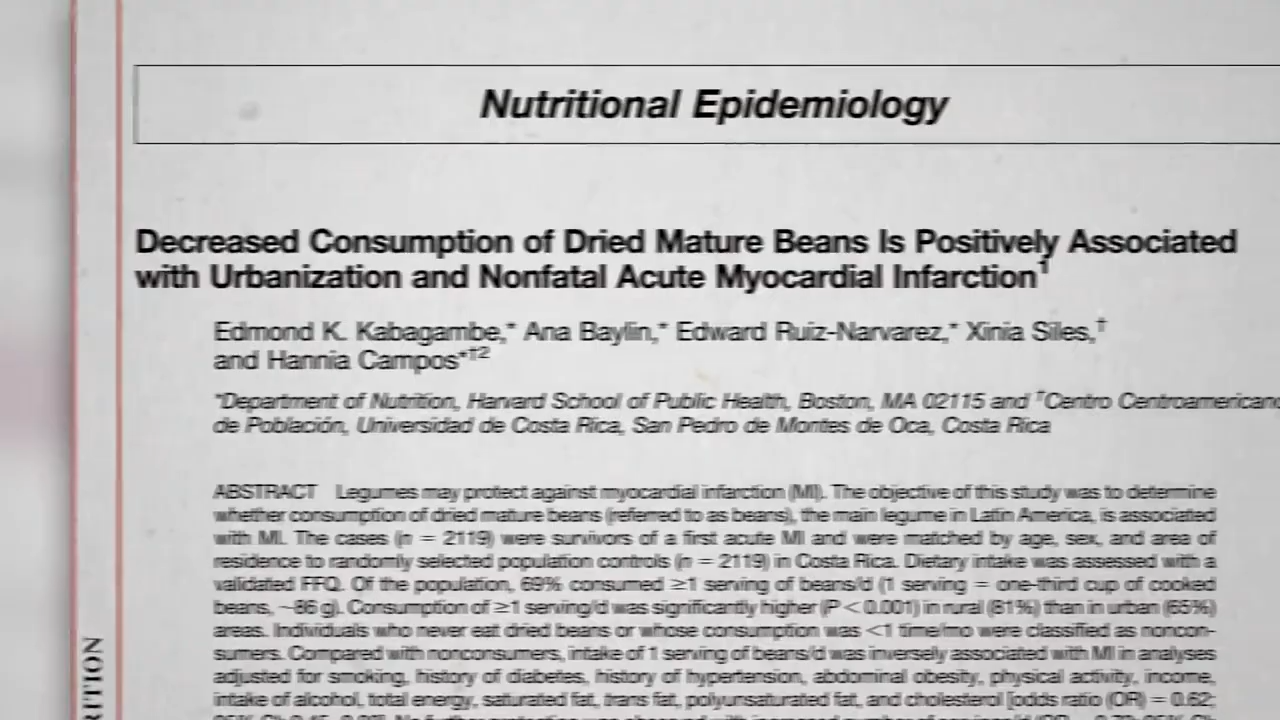 Nutritional Epidemiology
Decreased Consumption of Dried Mature Beans Is Positively Associated
with Urbanization and Nonfatal Acute Myocardial Infarction¹
Edmond K. Kabagambe,* Ana Baylin,* Edward Ruiz-Narvarez,* Xinia Siles,†
and Hannia Campos*†²
*Department of Nutrition, Harvard School of Public Health, Boston, MA 02115 and †Centro Centroamericano
de Población, Universidad de Costa Rica, San Pedro de Montes de Oca, Costa Rica
ABSTRACT Legumes may protect against myocardial infarction (MI). The objective of this study was to determine
whether consumption of dried mature beans (referred to as beans), the main legume in Latin America, is associated
with MI. The cases (n = 2119) were survivors of a first acute MI and were matched by age, sex, and area of
residence to randomly selected population controls (n = 2119) in Costa Rica. Dietary intake was assessed with a
validated FFQ. Of the population, 69% consumed ≥1 serving of beans/d (1 serving = one-third cup of cooked
beans, ~86 g). Consumption of ≥1 serving/d was significantly higher (P < 0.001) in rural (81%) than in urban (65%)
areas. Individuals who never eat dried beans or whose consumption was <1 time/mo were classified as noncon-
sumers. Compared with nonconsumers, intake of 1 serving of beans/d was inversely associated with MI in analyses
adjusted for smoking, history of diabetes, history of hypertension, abdominal obesity, physical activity, income,
intake of alcohol, total energy, saturated fat, trans fat, polyunsaturated fat, and cholesterol [odds ratio (OR) = 0.62;
RITION